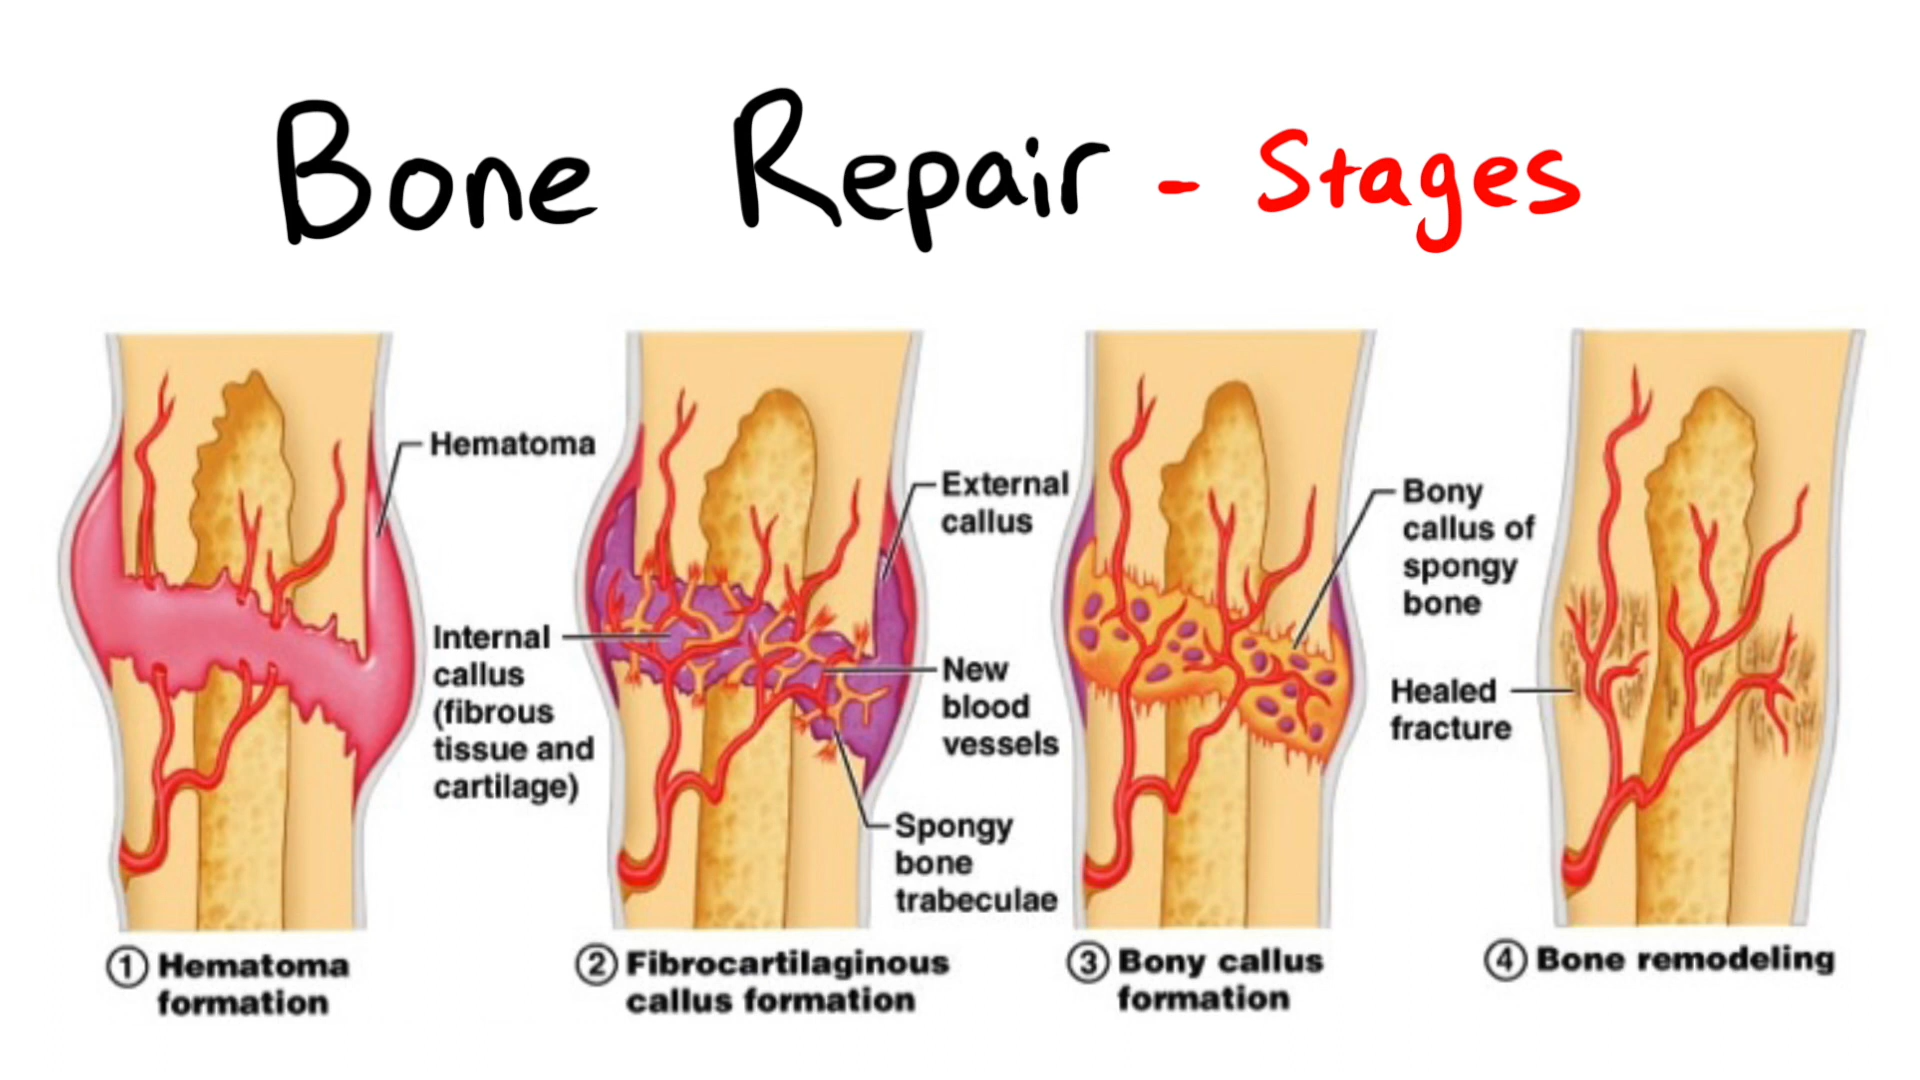 Bone Repair - Stages
Hematoma
Internal
callus
(fibrous
tissue and
cartilage)
External
callus
New
blood
vessels
Spongy
bone
trabeculae
Bony
callus of
spongy
bone
Healed
fracture
1 Hematoma
formation
2 Fibrocartilaginous
callus formation
3 Bony callus
formation
4 Bone remodeling